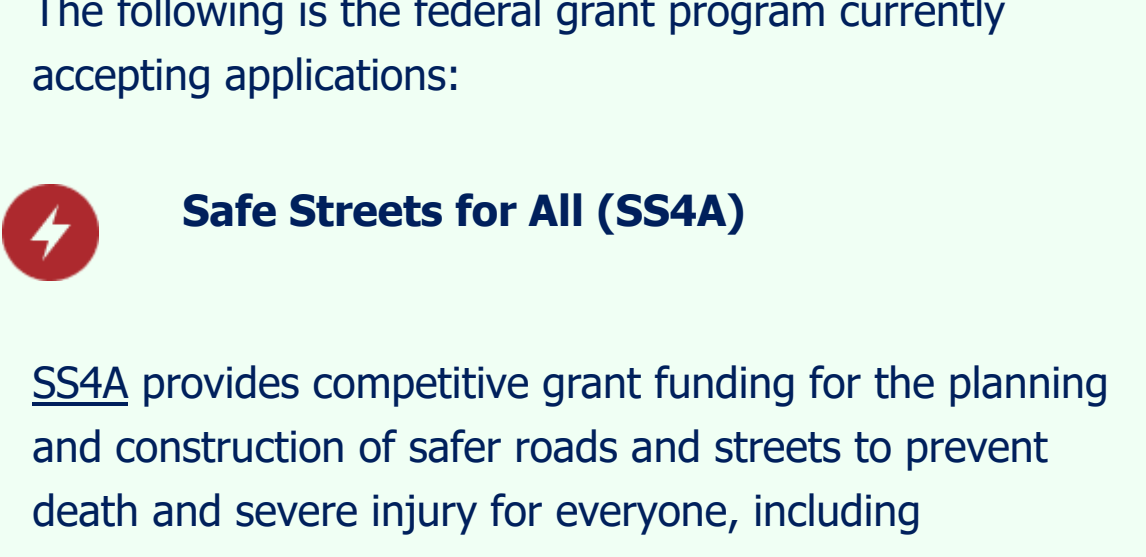 The following is the federal grant program currently
accepting applications:
Safe Streets for All (SS4A)
SS4A provides competitive grant funding for the planning
and construction of safer roads and streets to prevent
death and severe injury for everyone, including